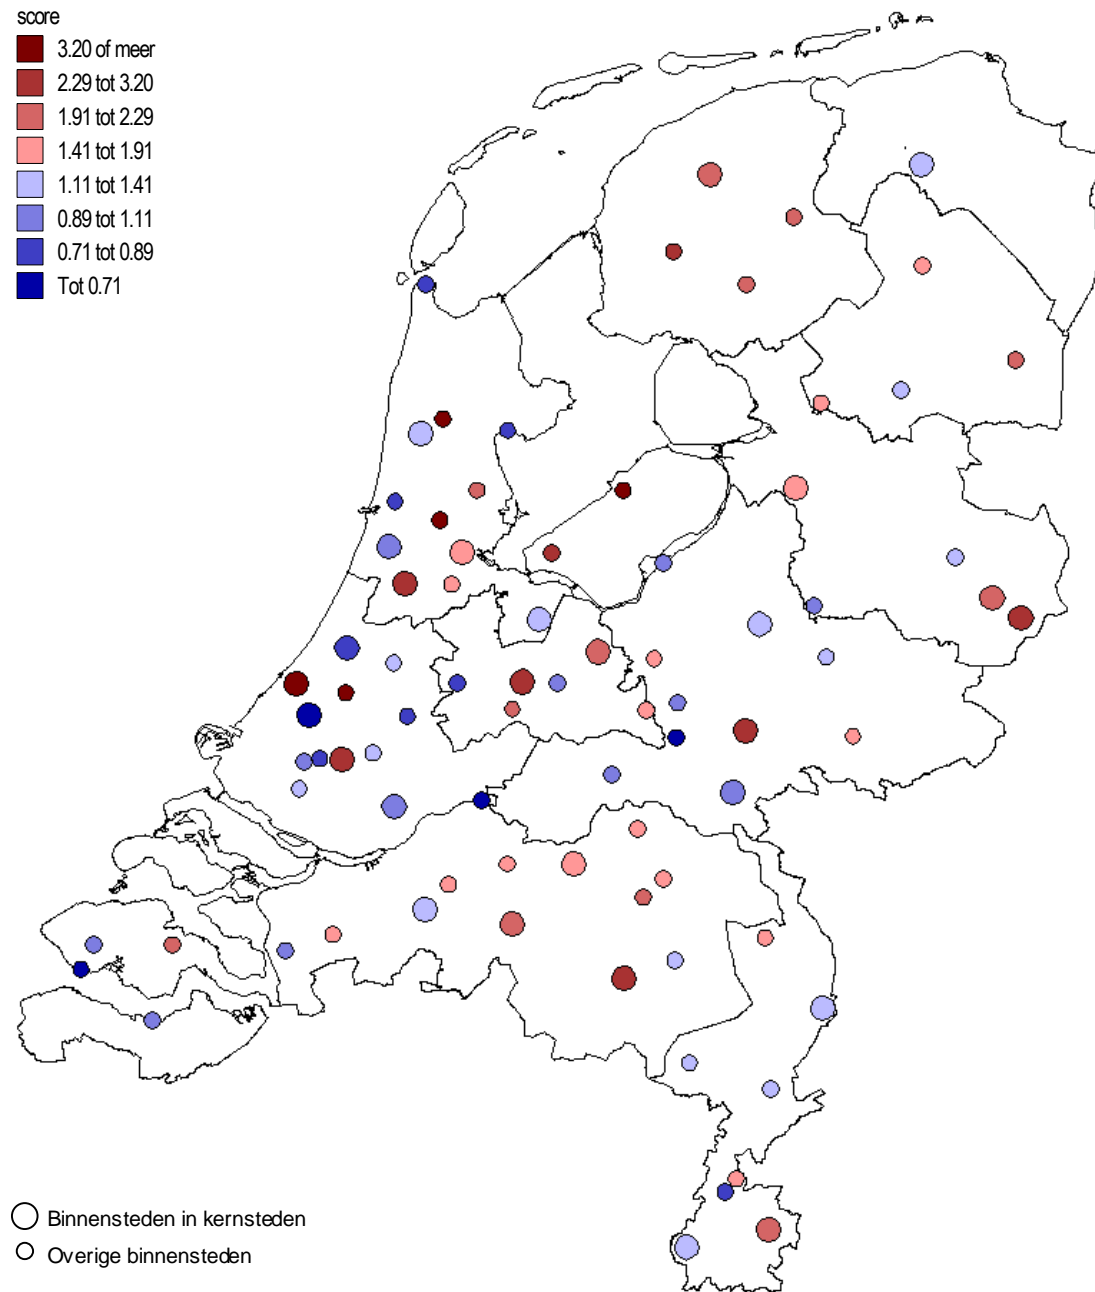 score
3.20 of meer
2.29 tot 3.20
1.91 tot 2.29
1.41 tot 1.91
1.11 tot 1.41
0.89 tot 1.11
0.71 tot 0.89
Tot 0.71
Binnensteden in kernsteden
Overige binnensteden